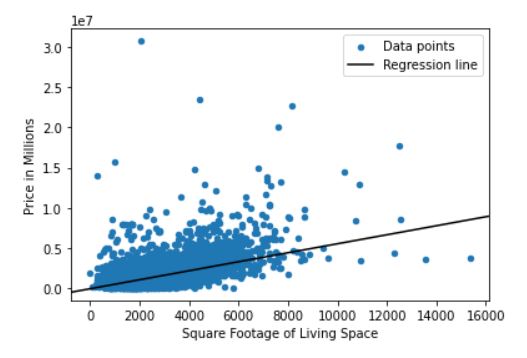 1e7
Data points
Regression line
3.0
2.5
2.0
1.5
1.0
0.5
0.0
Price in Millions
0 2000 4000 6000 8000 10000 12000 14000 16000
Square Footage of Living Space